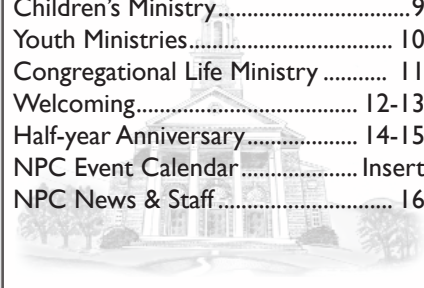 Children's Ministry.................................9
Youth Ministries................................... 10
Congregational Life Ministry ........... 11
Welcoming...................................... 12-13
Half-year Anniversary................... 14-15
NPC Event Calendar.................... Insert
NPC News & Staff .............................. 16